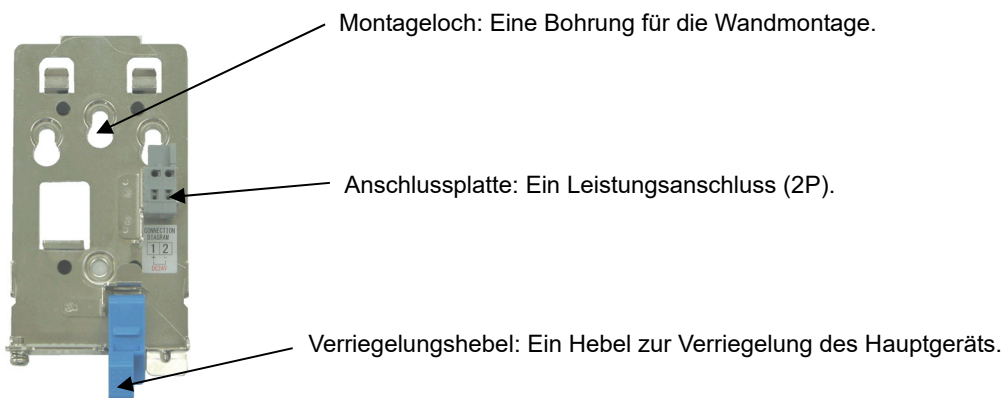 Montageloch: Eine Bohrung für die Wandmontage.
Anschlussplatte: Ein Leistungsanschluss (2P).
CONNECTION
DIAGRAM
1 2
+ -
DC24V
Verriegelungshebel: Ein Hebel zur Verriegelung des Hauptgeräts.